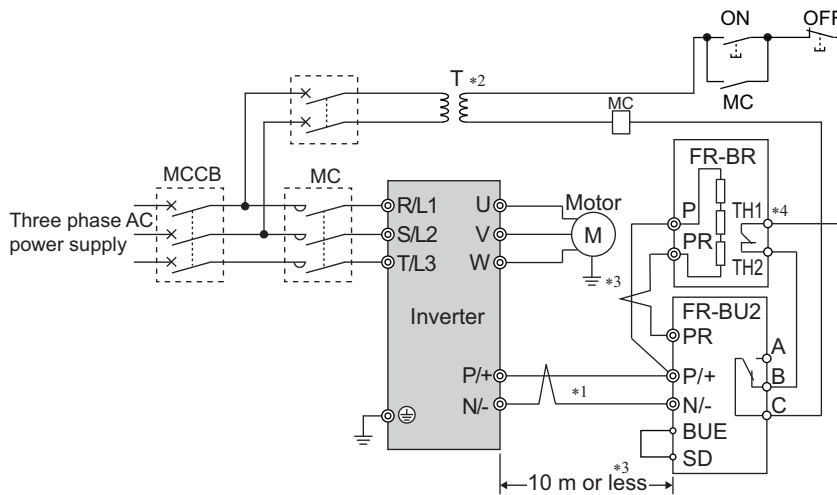 ON
OFF
T *2
MC
MC
FR-BR
MCCB
MC
P
TH1
*4
PR
TH2
Three phase AC
power supply
R/L1
S/L2
T/L3
U
V
W
Motor
M
*3
FR-BU2
Inverter
PR
A
P/+
P/+
B
N/-
*1
N/-
C
BUE
SD
*3
10 m or less